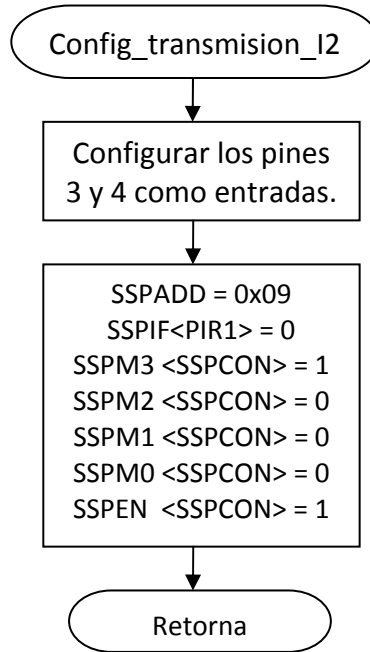 Config_transmision_I2
Configurar los pines
3 y 4 como entradas.
SSPADD = 0x09
SSPIF<PIR1> = 0
SSPM3 <SSPCON> = 1
SSPM2 <SSPCON> = 0
SSPM1 <SSPCON> = 0
SSPM0 <SSPCON> = 0
SSPEN <SSPCON> = 1
Retorna